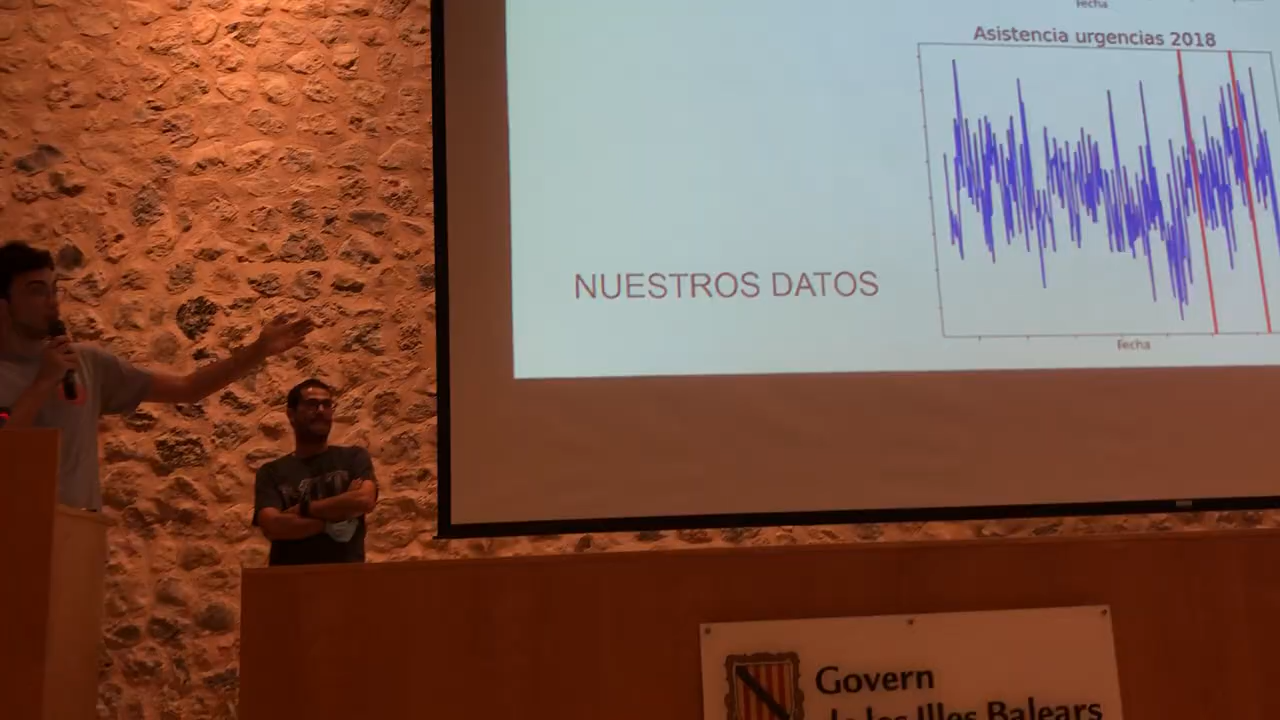 Fecha
Asistencia urgencias 2018
NUESTROS DATOS
Fecha
Govern
de les Illes Balears